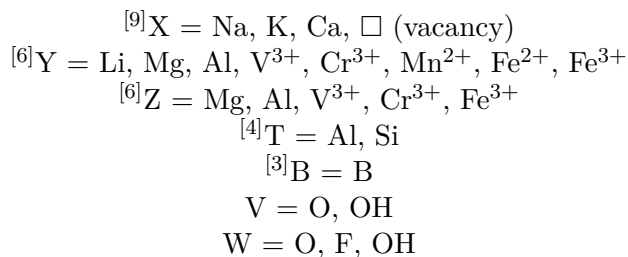 [9]X = Na, K, Ca, □ (vacancy)
[6]Y = Li, Mg, Al, V3+, Cr3+, Mn2+, Fe2+, Fe3+
[6]Z = Mg, Al, V3+, Cr3+, Fe3+
[4]T = Al, Si
[3]B = B
V = O, OH
W = O, F, OH